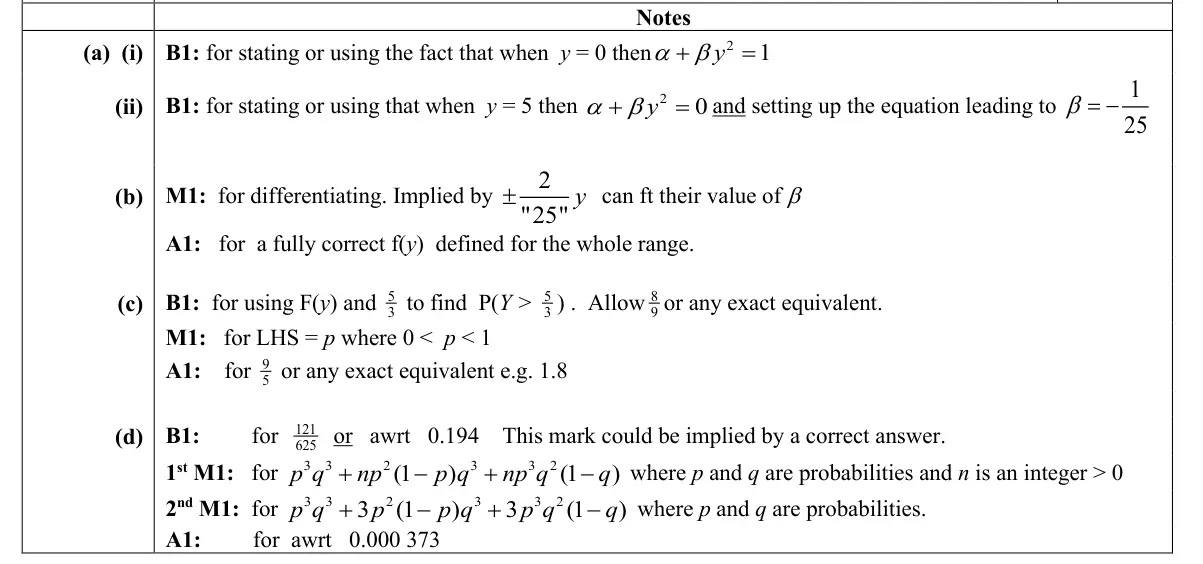 Notes
(a) (i) B1: for stating or using the fact that when y = 0 then α + βy² = 1
(ii) B1: for stating or using that when y = 5 then α + βy² = 0 and setting up the equation leading to β = −1/25
(b) M1: for differentiating. Implied by ± 2/"25" y can ft their value of β
A1: for a fully correct f(y) defined for the whole range.
(c) B1: for using F(y) and 5/3 to find P(Y > 5/3). Allow 8/9 or any exact equivalent.
M1: for LHS = p where 0 < p < 1
A1: for 9/5 or any exact equivalent e.g. 1.8
(d) B1: for 121/625 or awrt 0.194 This mark could be implied by a correct answer.
1st M1: for p³q³ + np²(1 − p)q³ + np³q²(1 − q) where p and q are probabilities and n is an integer > 0
2nd M1: for p³q³ + 3p²(1 − p)q³ + 3p³q²(1 − q) where p and q are probabilities.
A1: for awrt 0.000 373